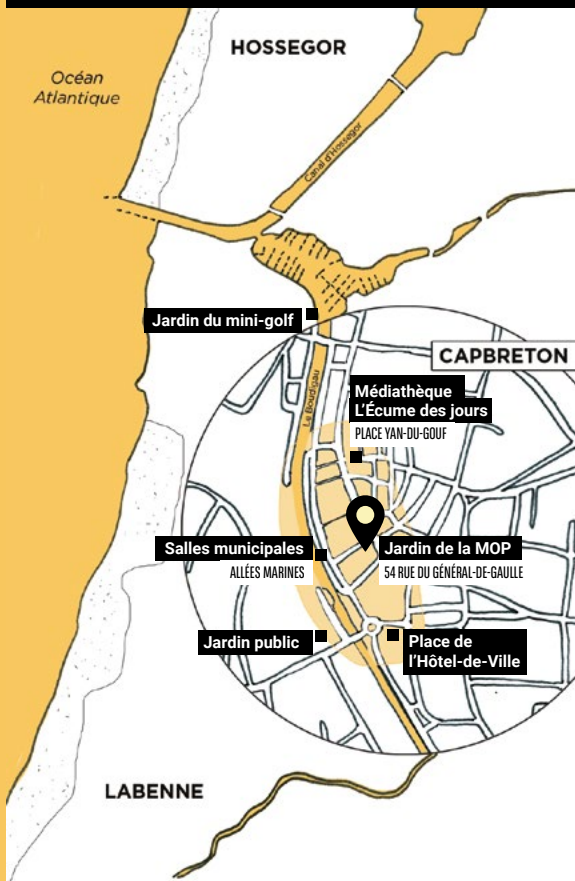 HOSSEGOR
Océan
Atlantique
Canal d'Hossegor
Jardin du mini-golf
CAPBRETON
Le Boudigau
Médiathèque
L'Écume des jours
PLACE YAN-DU-GOUF
Salles municipales
ALLÉES MARINES
Jardin de la MOP
54 RUE DU GÉNÉRAL-DE-GAULLE
Jardin public
Place de
l'Hôtel-de-Ville
LABENNE